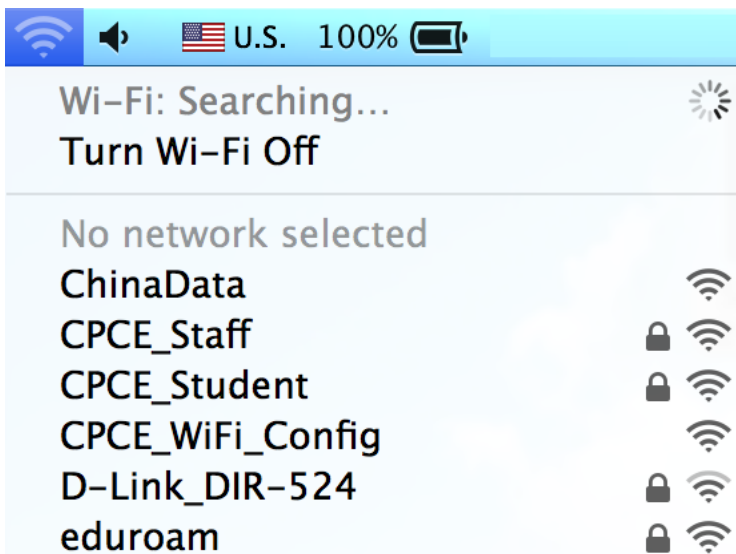 U.S. 100%
Wi-Fi: Searching...
Turn Wi-Fi Off
No network selected
ChinaData
CPCE_Staff
CPCE_Student
CPCE_WiFi_Config
D-Link_DIR-524
eduroam